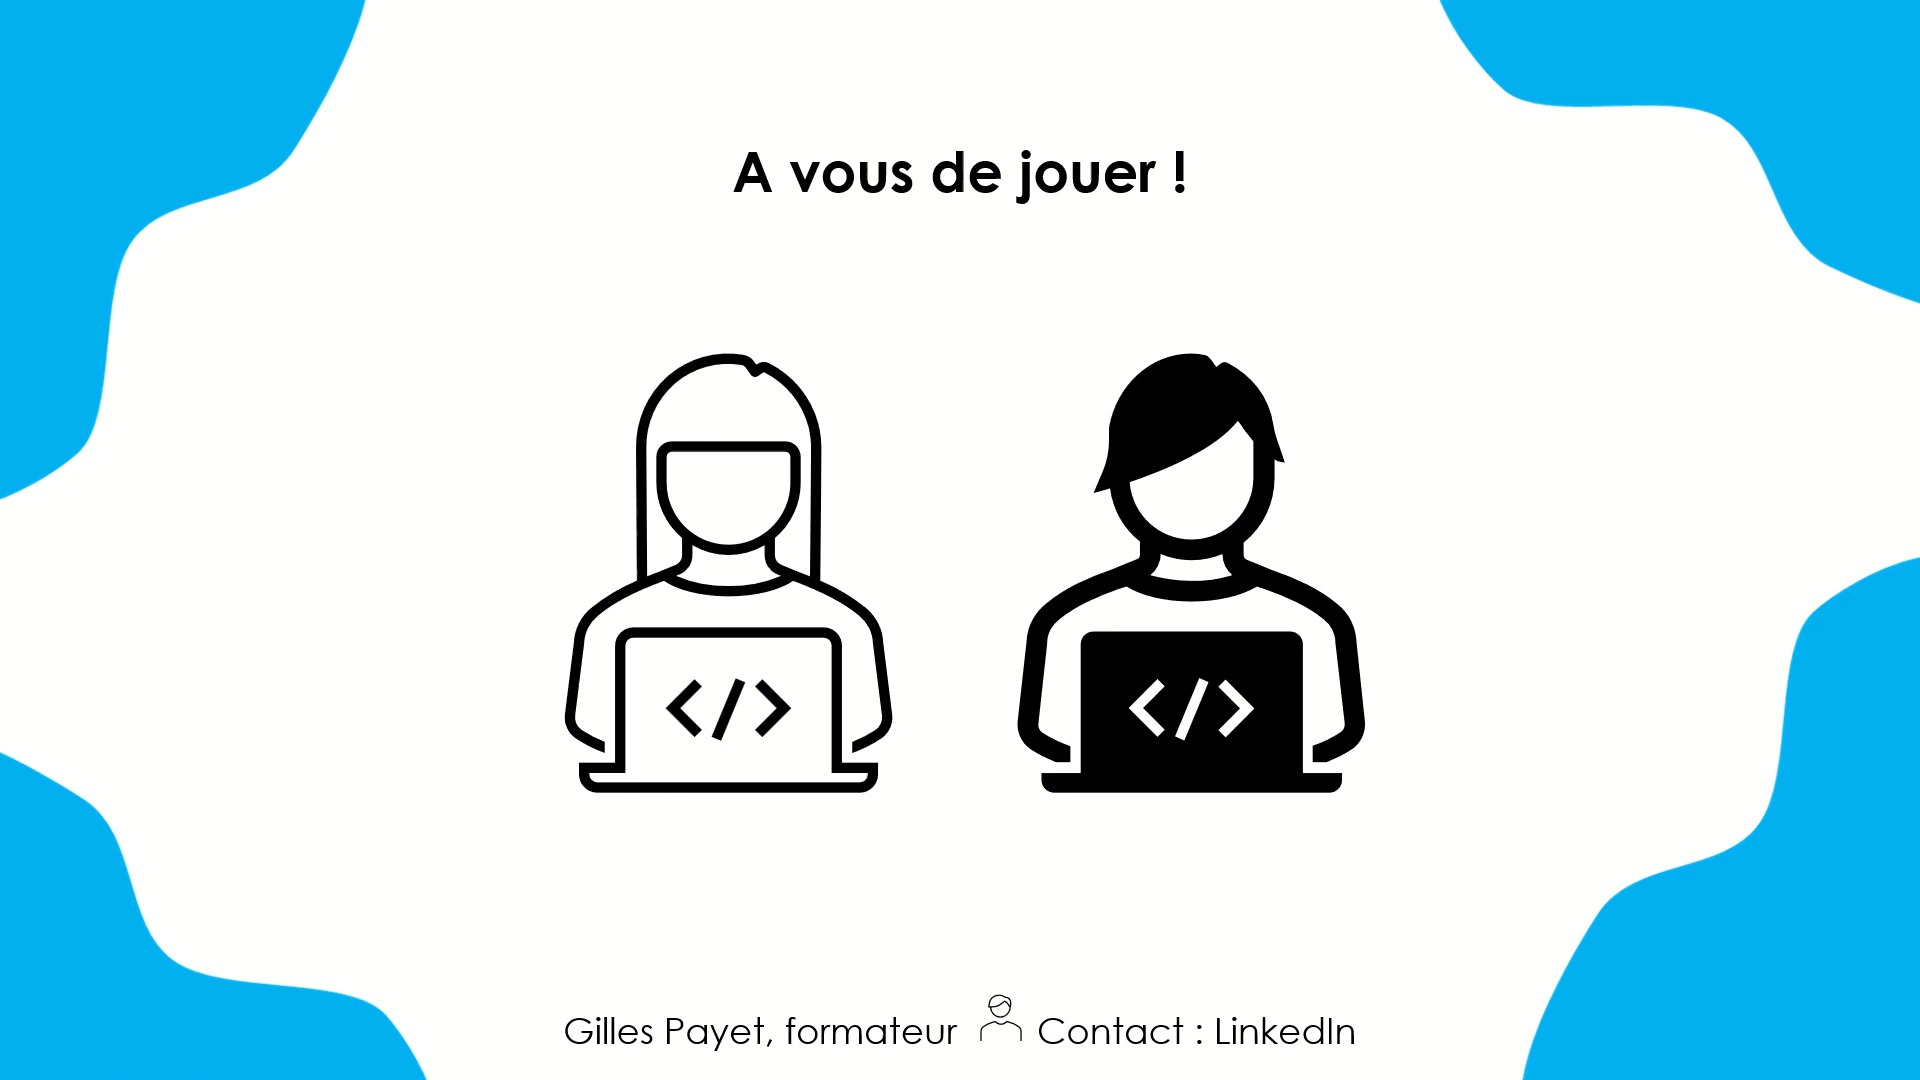 A vous de jouer !
</>
</>
Gilles Payet, formateur Contact : LinkedIn